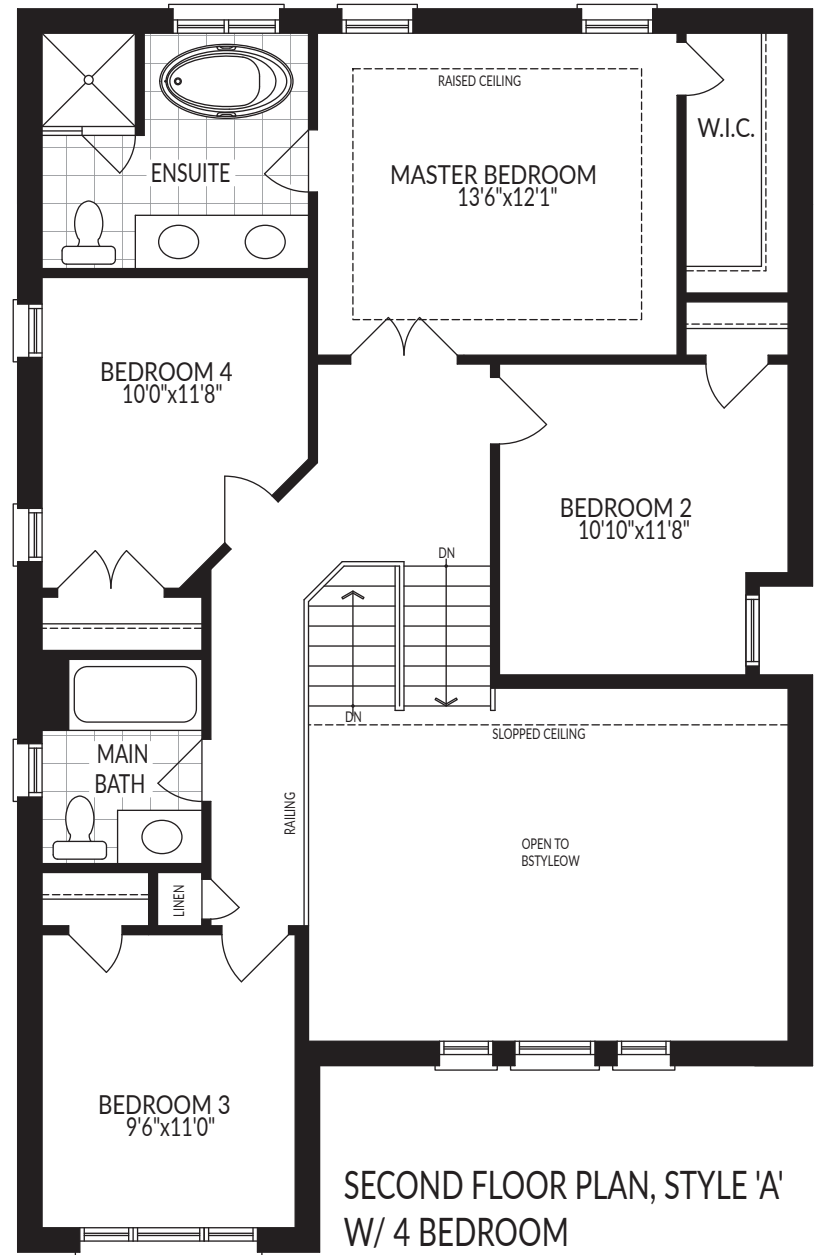 RAISED CEILING
W.I.C.
ENSUITE
MASTER BEDROOM
13'6"x12'1"
BEDROOM 4
10'0"x11'8"
BEDROOM 2
10'10"x11'8"
DN
DN
SLOPPED CEILING
MAIN
BATH
RAILING
OPEN TO
BSTYLEOW
LINEN
BEDROOM 3
9'6"x11'0"
SECOND FLOOR PLAN, STYLE 'A'
W/ 4 BEDROOM